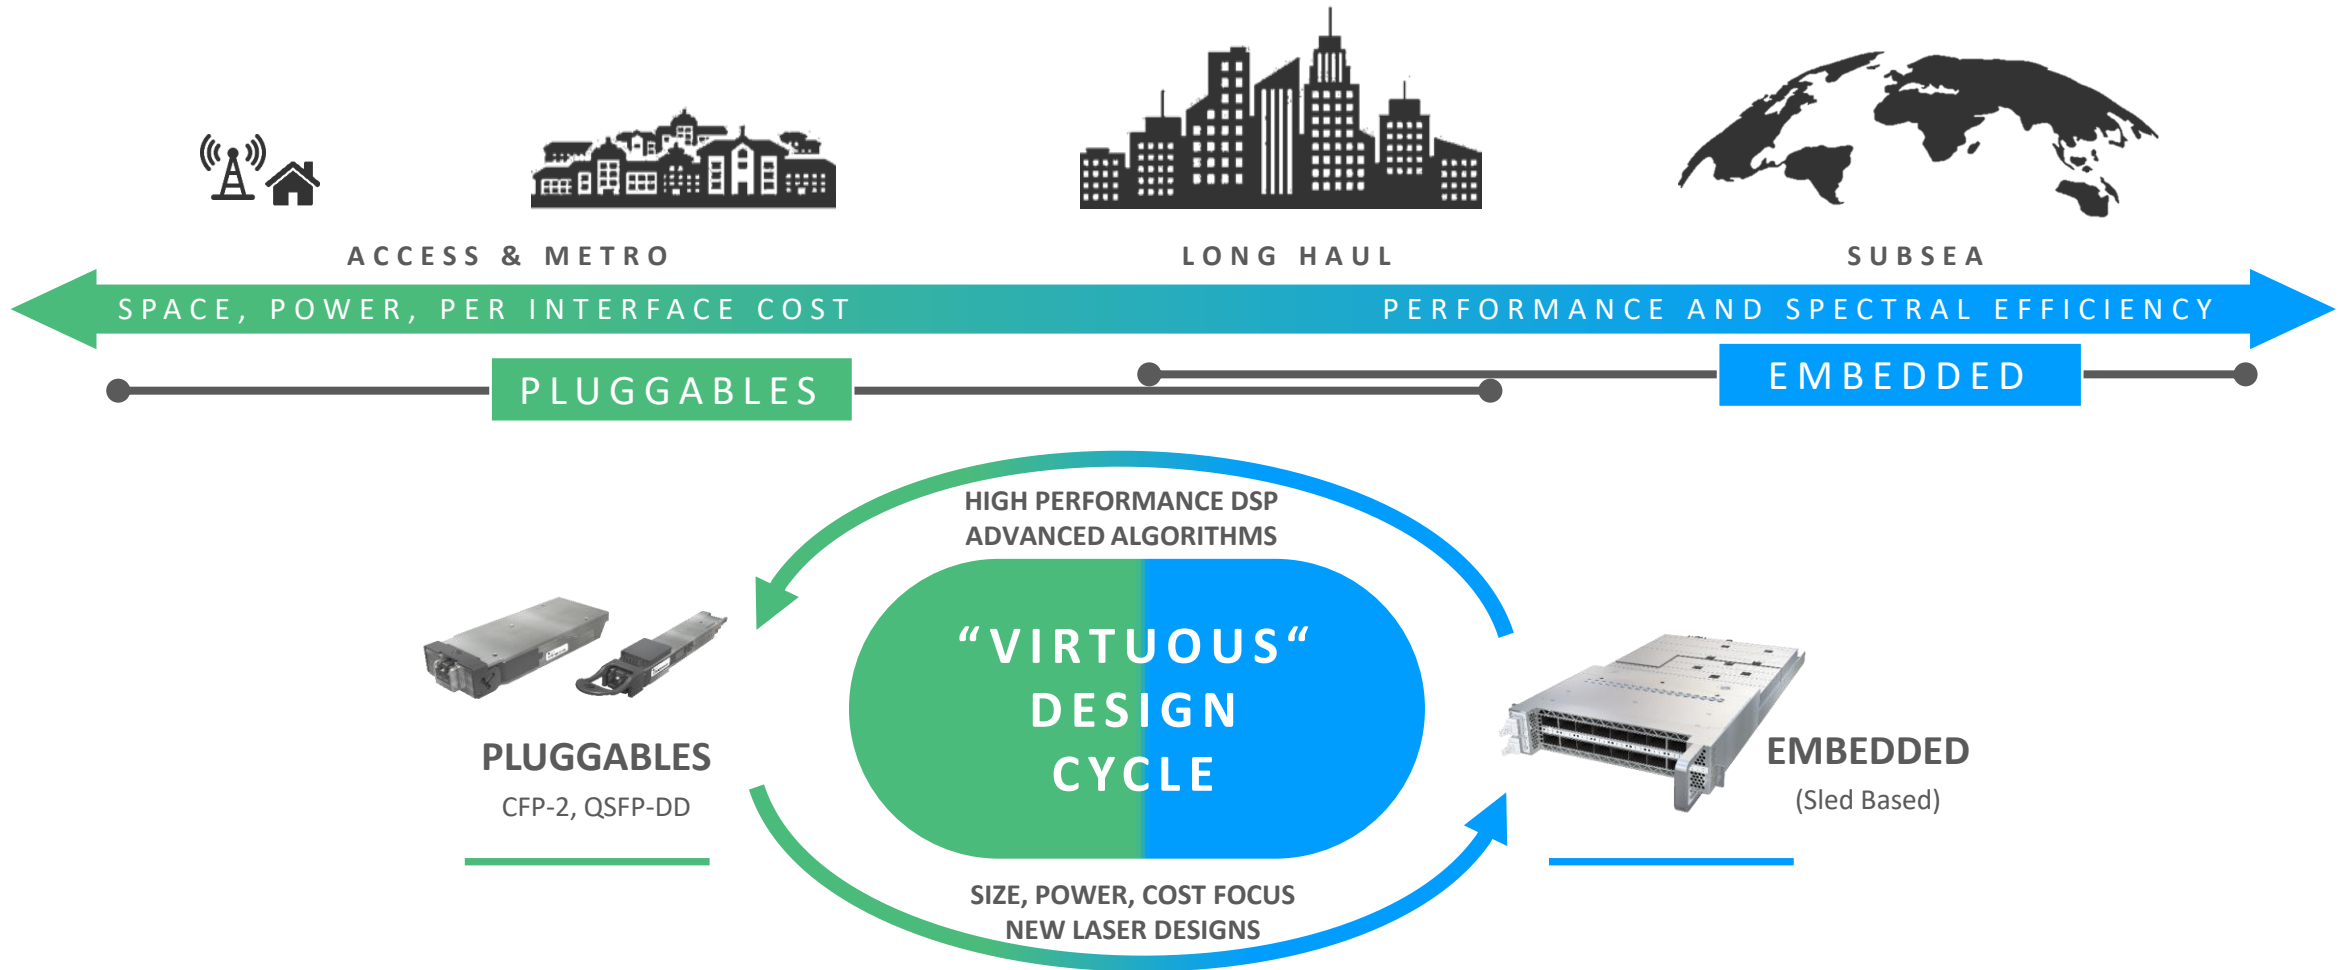 ACCESS & METRO
LONG HAUL
SUBSEA
SPACE, POWER, PER INTERFACE COST
PERFORMANCE AND SPECTRAL EFFICIENCY
PLUGGABLES
EMBEDDED
HIGH PERFORMANCE DSP
ADVANCED ALGORITHMS
“VIRTUOUS“
DESIGN
CYCLE
PLUGGABLES
CFP-2, QSFP-DD
EMBEDDED
(Sled Based)
SIZE, POWER, COST FOCUS
NEW LASER DESIGNS